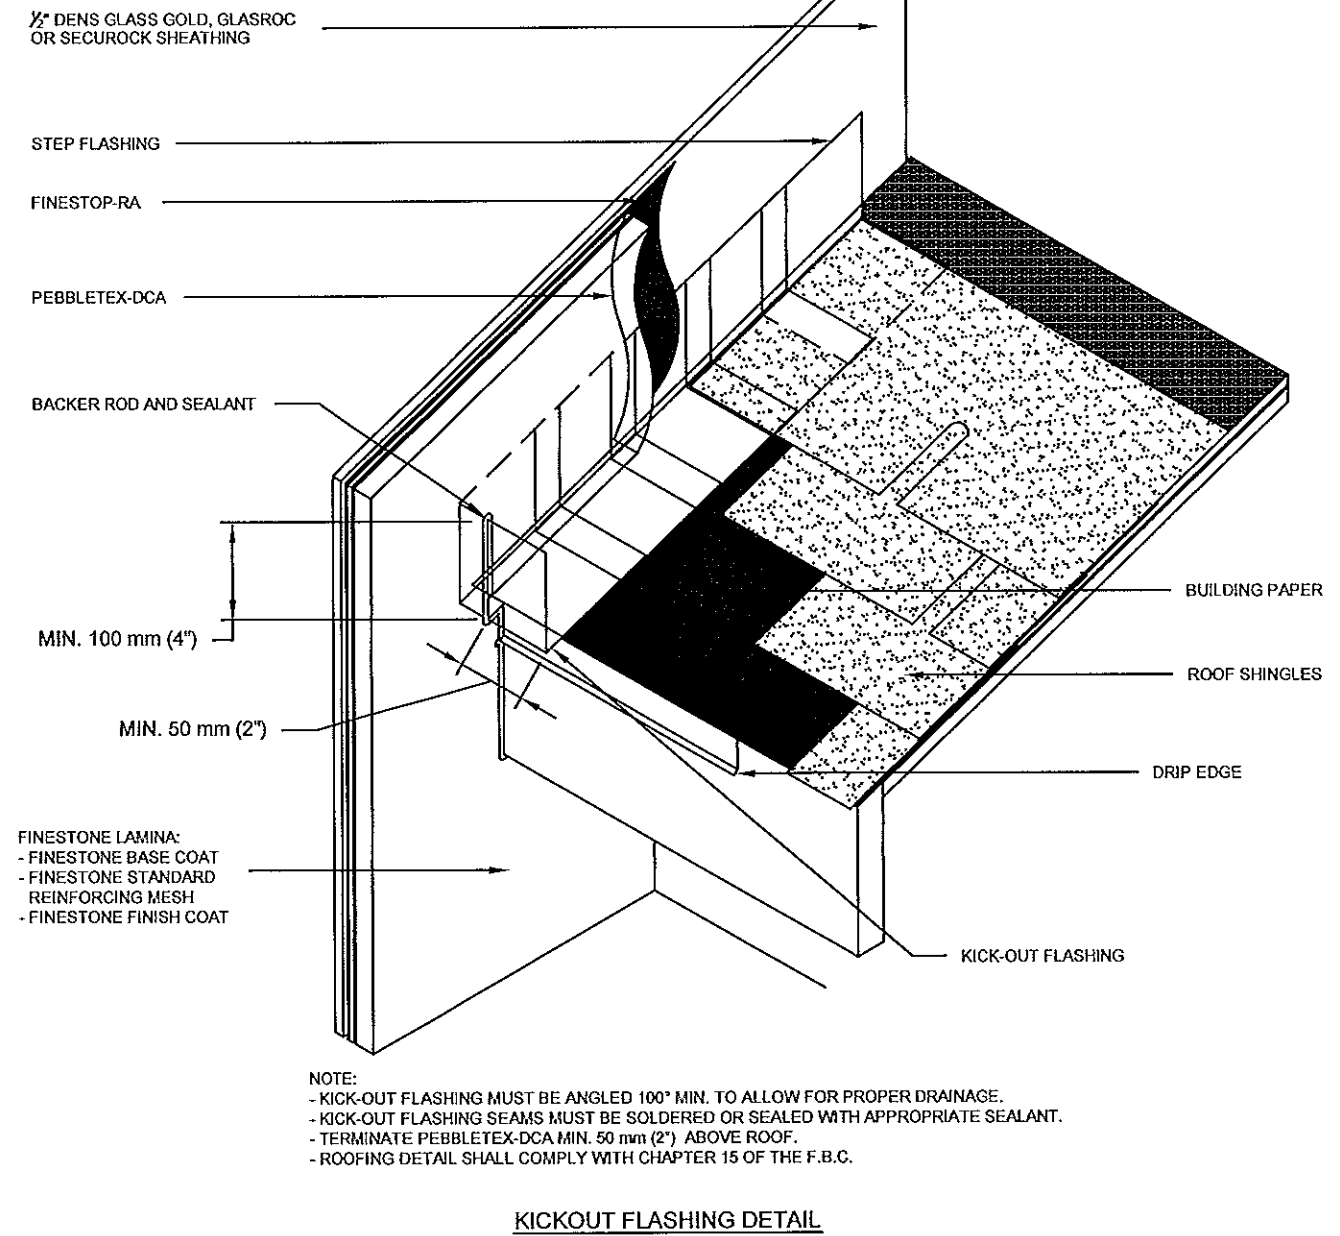 ½" DENS GLASS GOLD, GLASROC
OR SECUROCK SHEATHING
STEP FLASHING
FINESTOP-RA
PEBBLETEX-DCA
BACKER ROD AND SEALANT
MIN. 100 mm (4")
MIN. 50 mm (2")
BUILDING PAPER
ROOF SHINGLES
DRIP EDGE
FINESTONE LAMINA:
- FINESTONE BASE COAT
- FINESTONE STANDARD
REINFORCING MESH
- FINESTONE FINISH COAT
KICK-OUT FLASHING
NOTE:
- KICK-OUT FLASHING MUST BE ANGLED 100° MIN. TO ALLOW FOR PROPER DRAINAGE.
- KICK-OUT FLASHING SEAMS MUST BE SOLDERED OR SEALED WITH APPROPRIATE SEALANT.
- TERMINATE PEBBLETEX-DCA MIN. 50 mm (2") ABOVE ROOF.
- ROOFING DETAIL SHALL COMPLY WITH CHAPTER 15 OF THE F.B.C.
KICKOUT FLASHING DETAIL